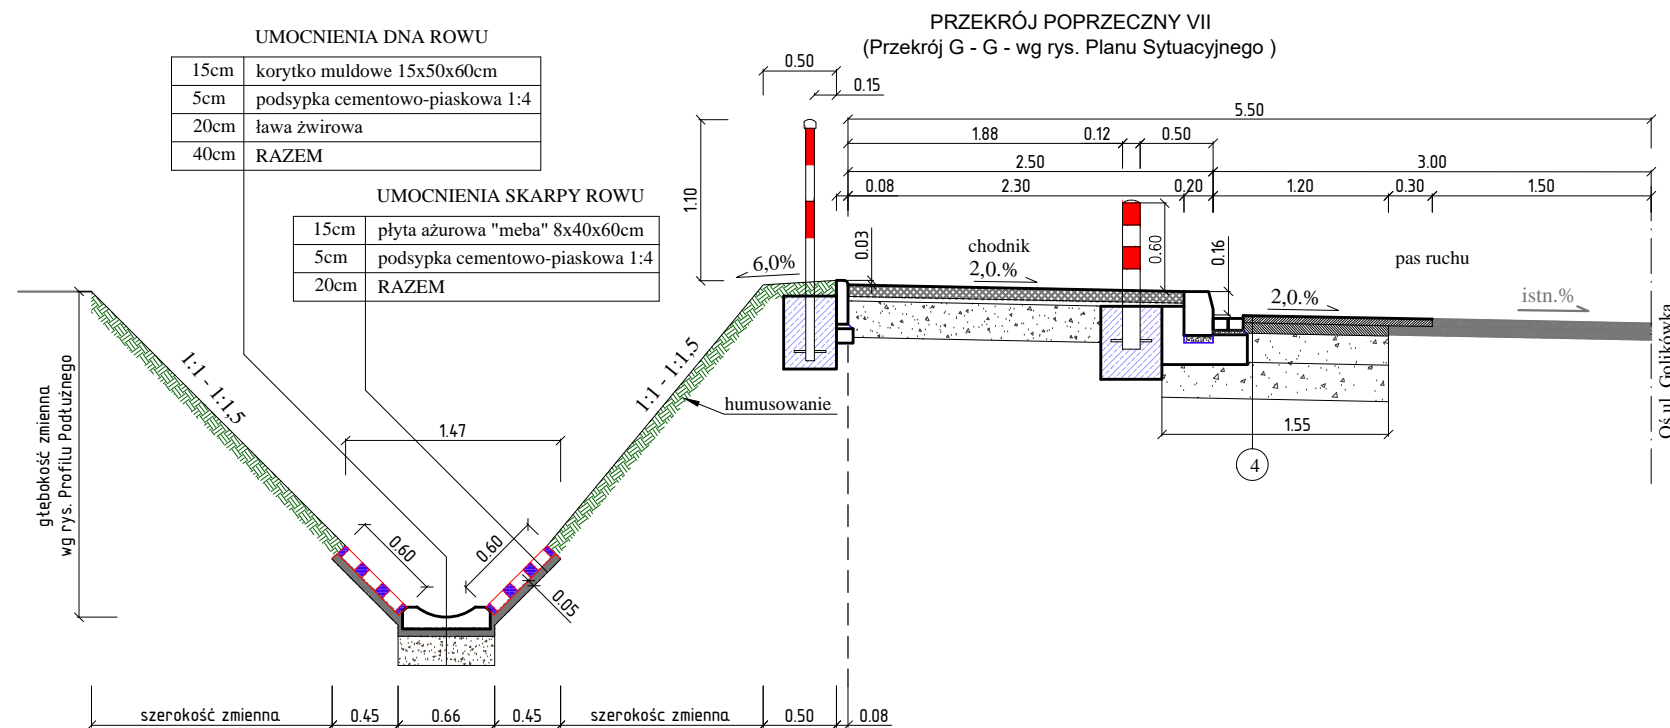 PRZEKRÓJ POPRZECZNY VII
(Przekrój G - G - wg rys. Planu Sytuacyjnego )
UMOCNIENIA DNA ROWU
15cm korytko muldowe 15x50x60cm
5cm podsypka cementowo-piaskowa 1:4
20cm ława żwirowa
40cm RAZEM
UMOCNIENIA SKARPY ROWU
15cm płyta ażurowa "meba" 8x40x60cm
5cm podsypka cementowo-piaskowa 1:4
20cm RAZEM
0.50
0.15
5.50
1.88 0.12 0.50
2.50 3.00
0.08 2.30 0.20 1.20 0.30 1.50
1.10
0.03
0.60
0.16
6,0%
chodnik
2,0.%
pas ruchu
2,0.%
istn.%
Oś ul. Golikówka
1:1 - 1:1,5
1:1 - 1:1,5
humusowanie
głębokość zmienna
wg rys. Profilu Podłużnego
1.47
1.55
4
0.60
0.60
0.05
szerokość zmienna 0.45 0.66 0.45 szerokośc zmienna 0.50 0.08